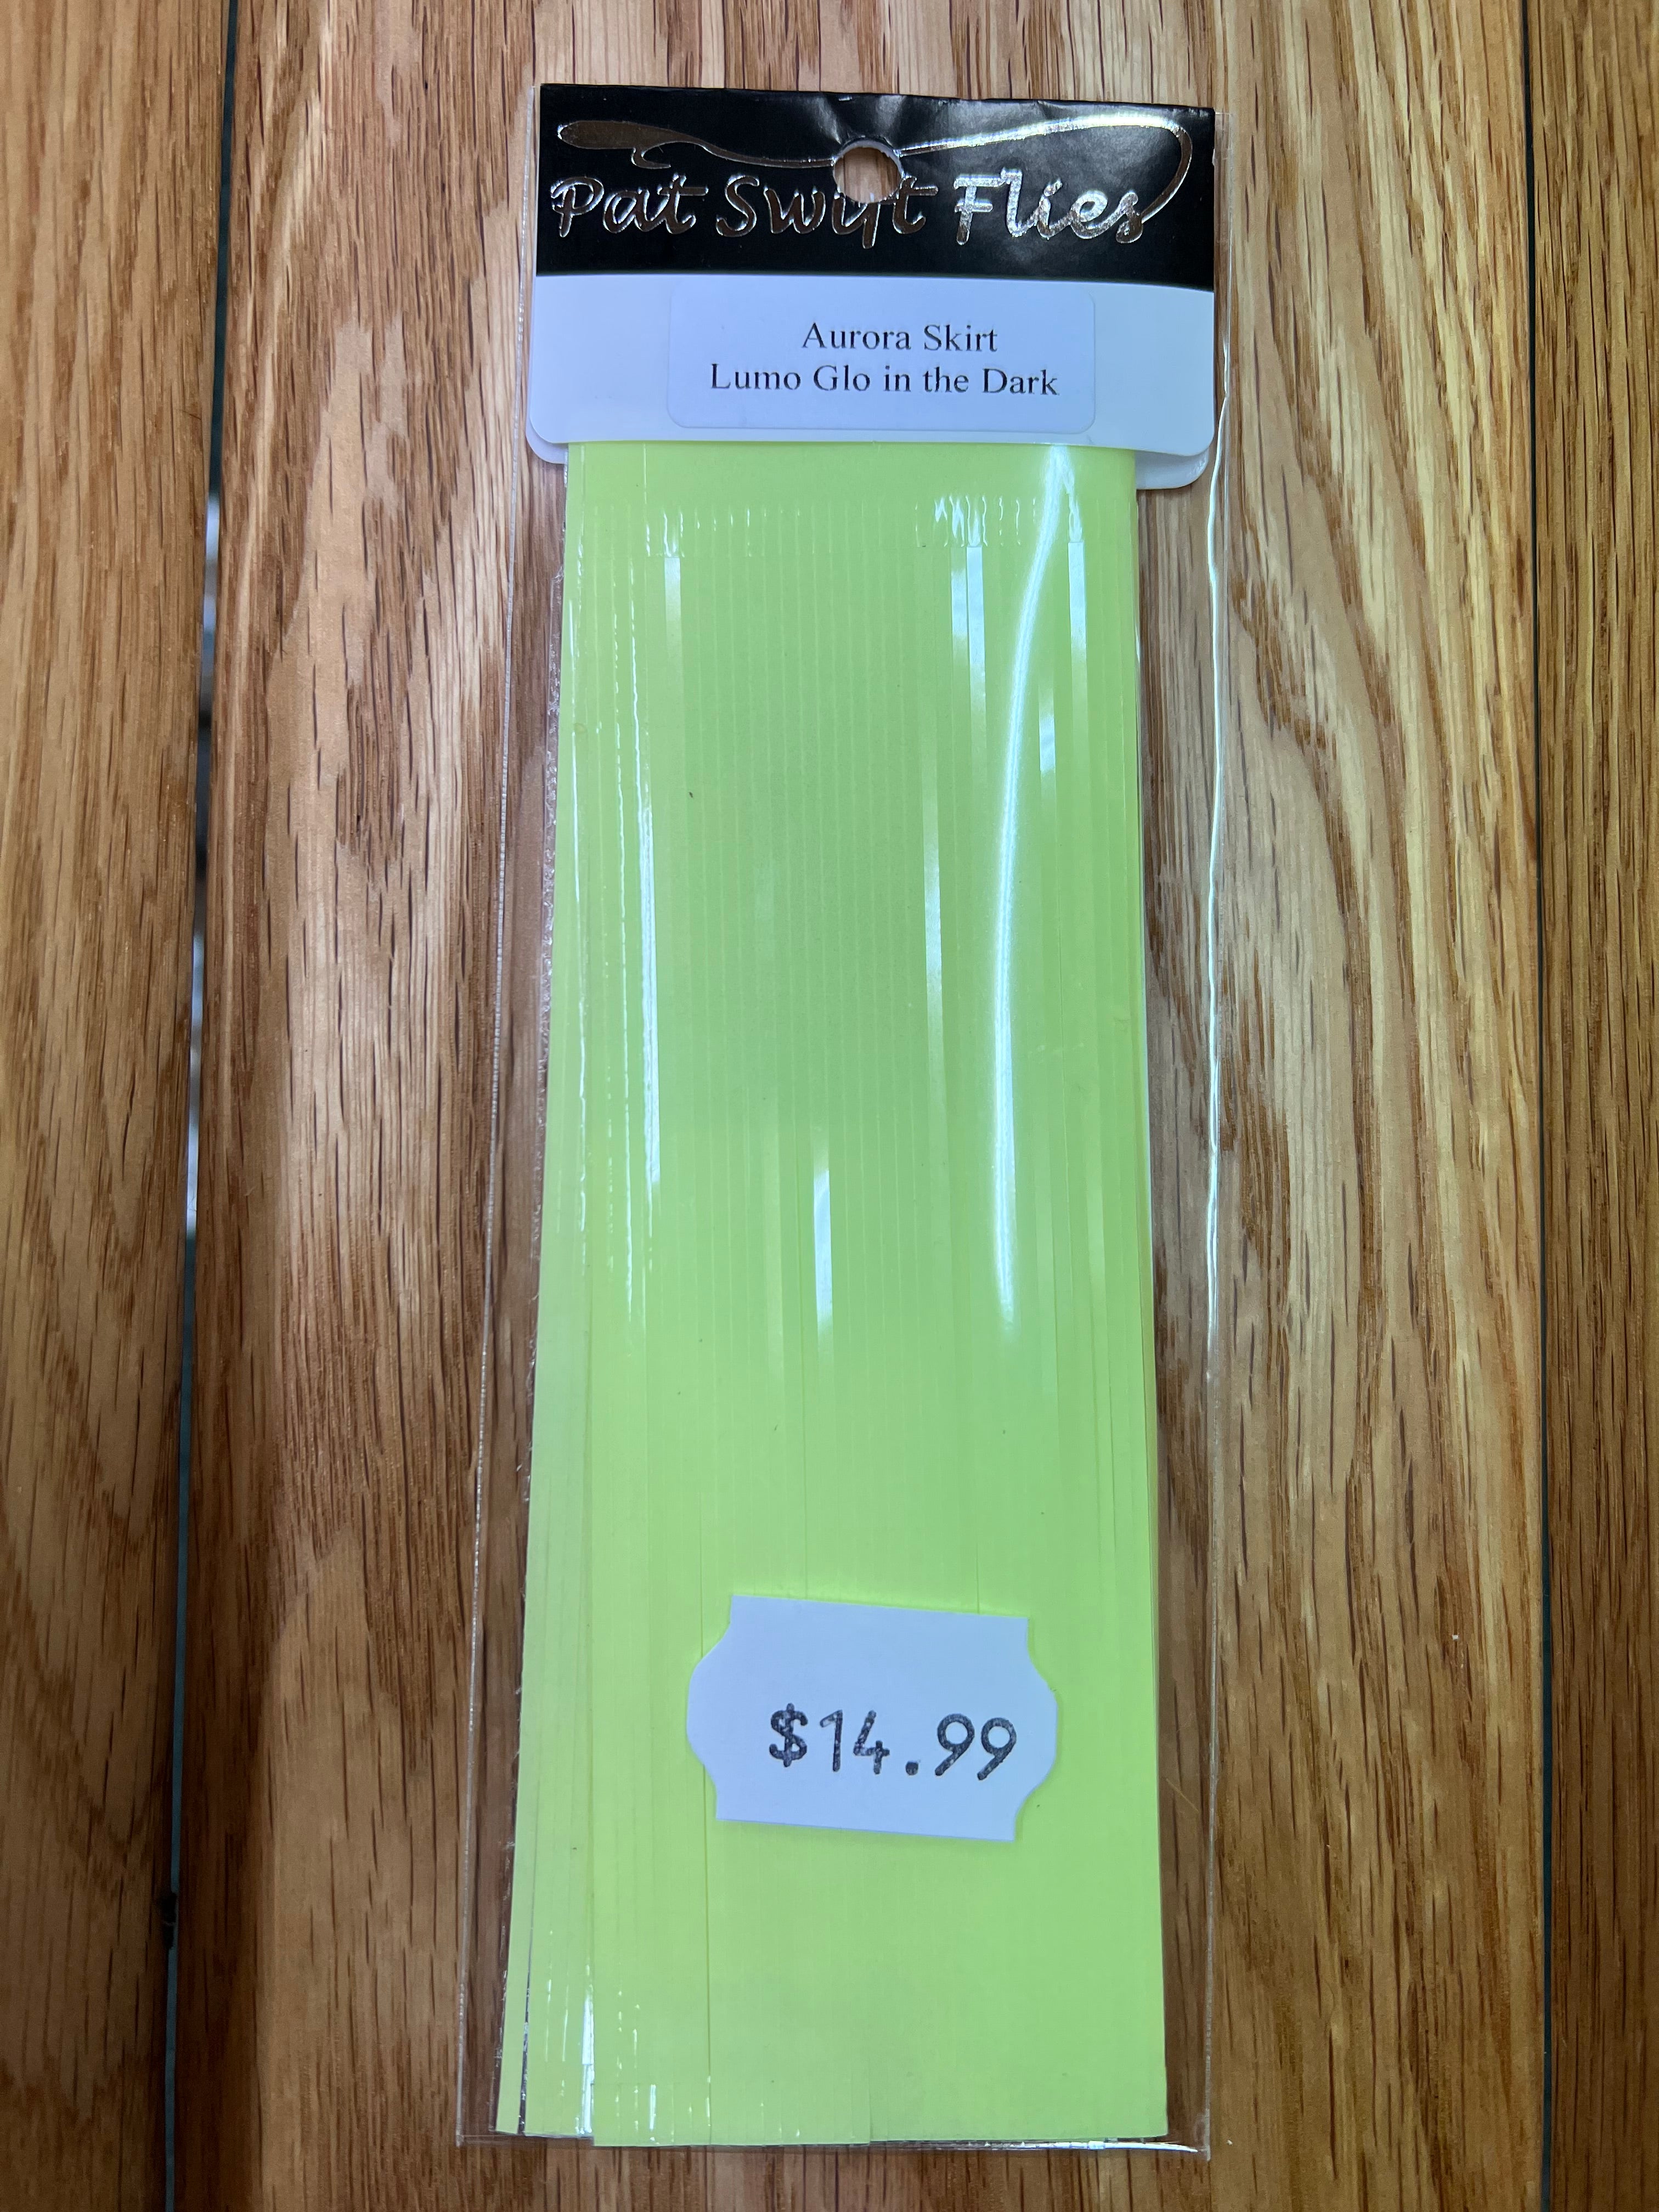 Pat Swift Flies
Aurora Skirt
Lumo Glo in the Dark
$14.99